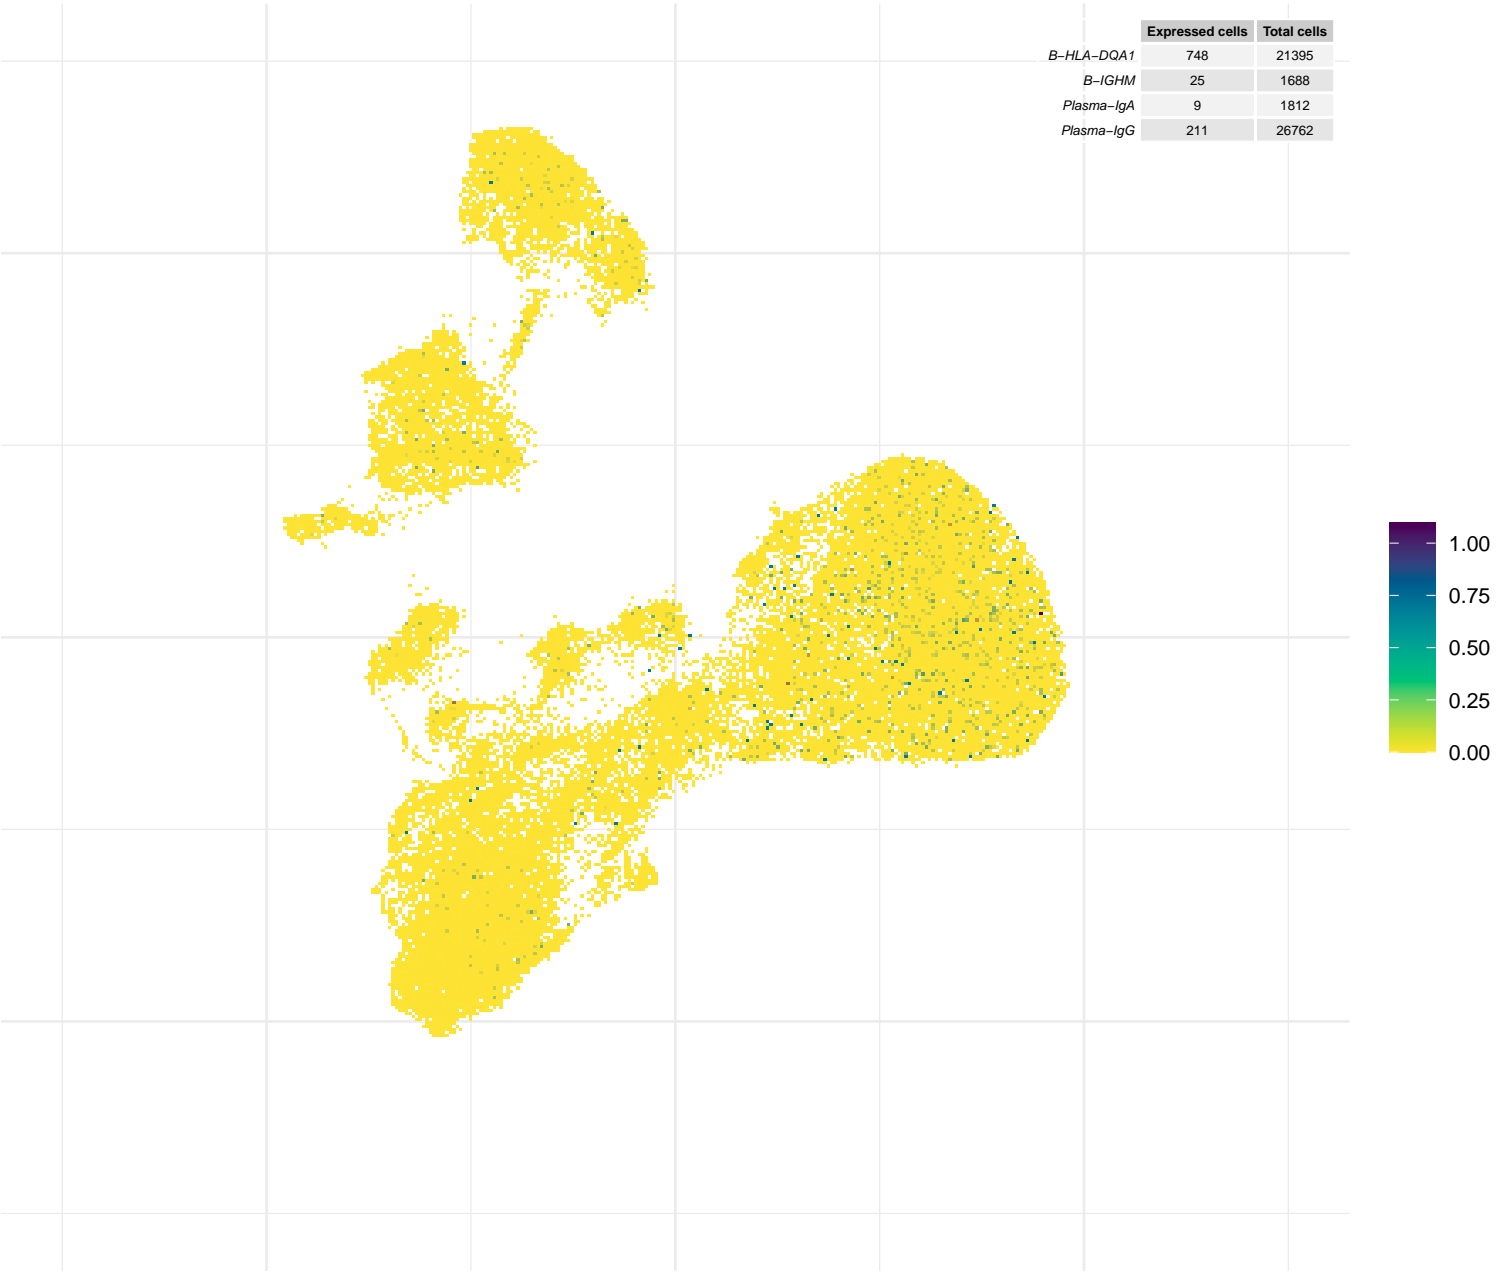 Expressed cells Total cells
B−HLA−DQA1 748 21395
B−IGHM 25 1688
Plasma−IgA 9 1812
Plasma−IgG 211 26762
1.00
0.75
0.50
0.25
0.00